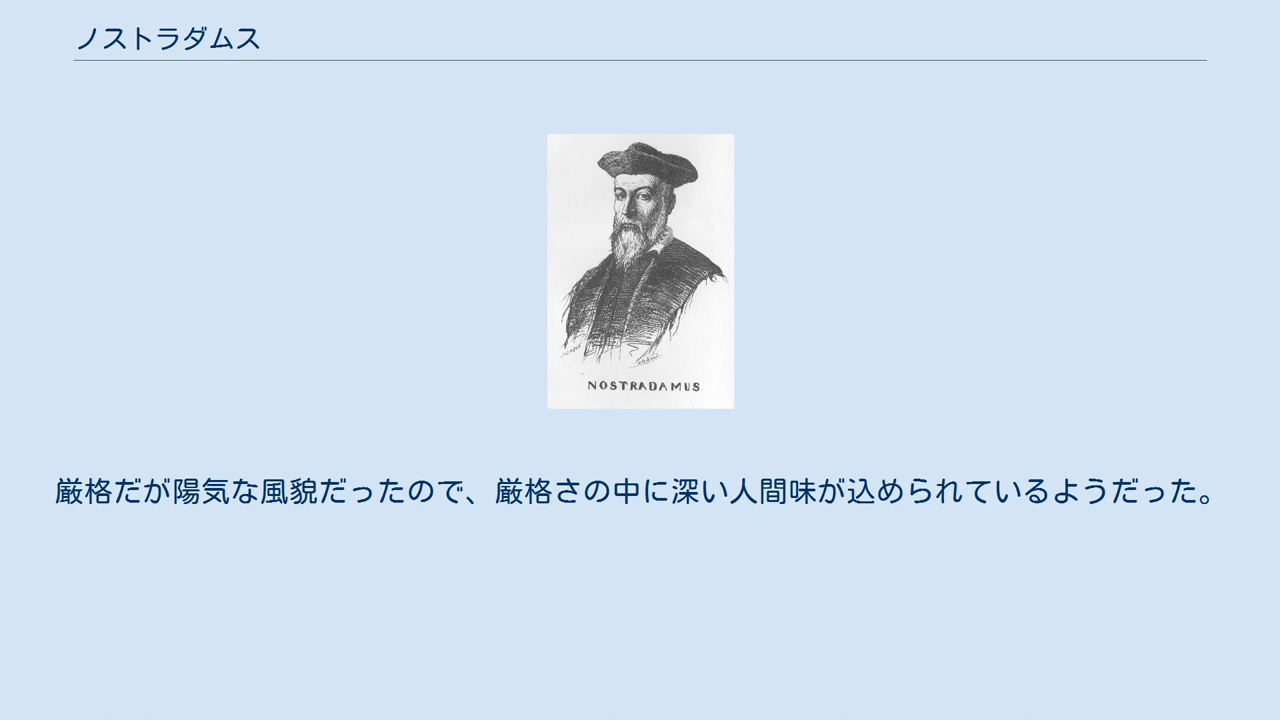 ノストラダムス
NOSTRADAMUS
厳格だが陽気な風貌だったので、厳格さの中に深い人間味が込められているようだった。